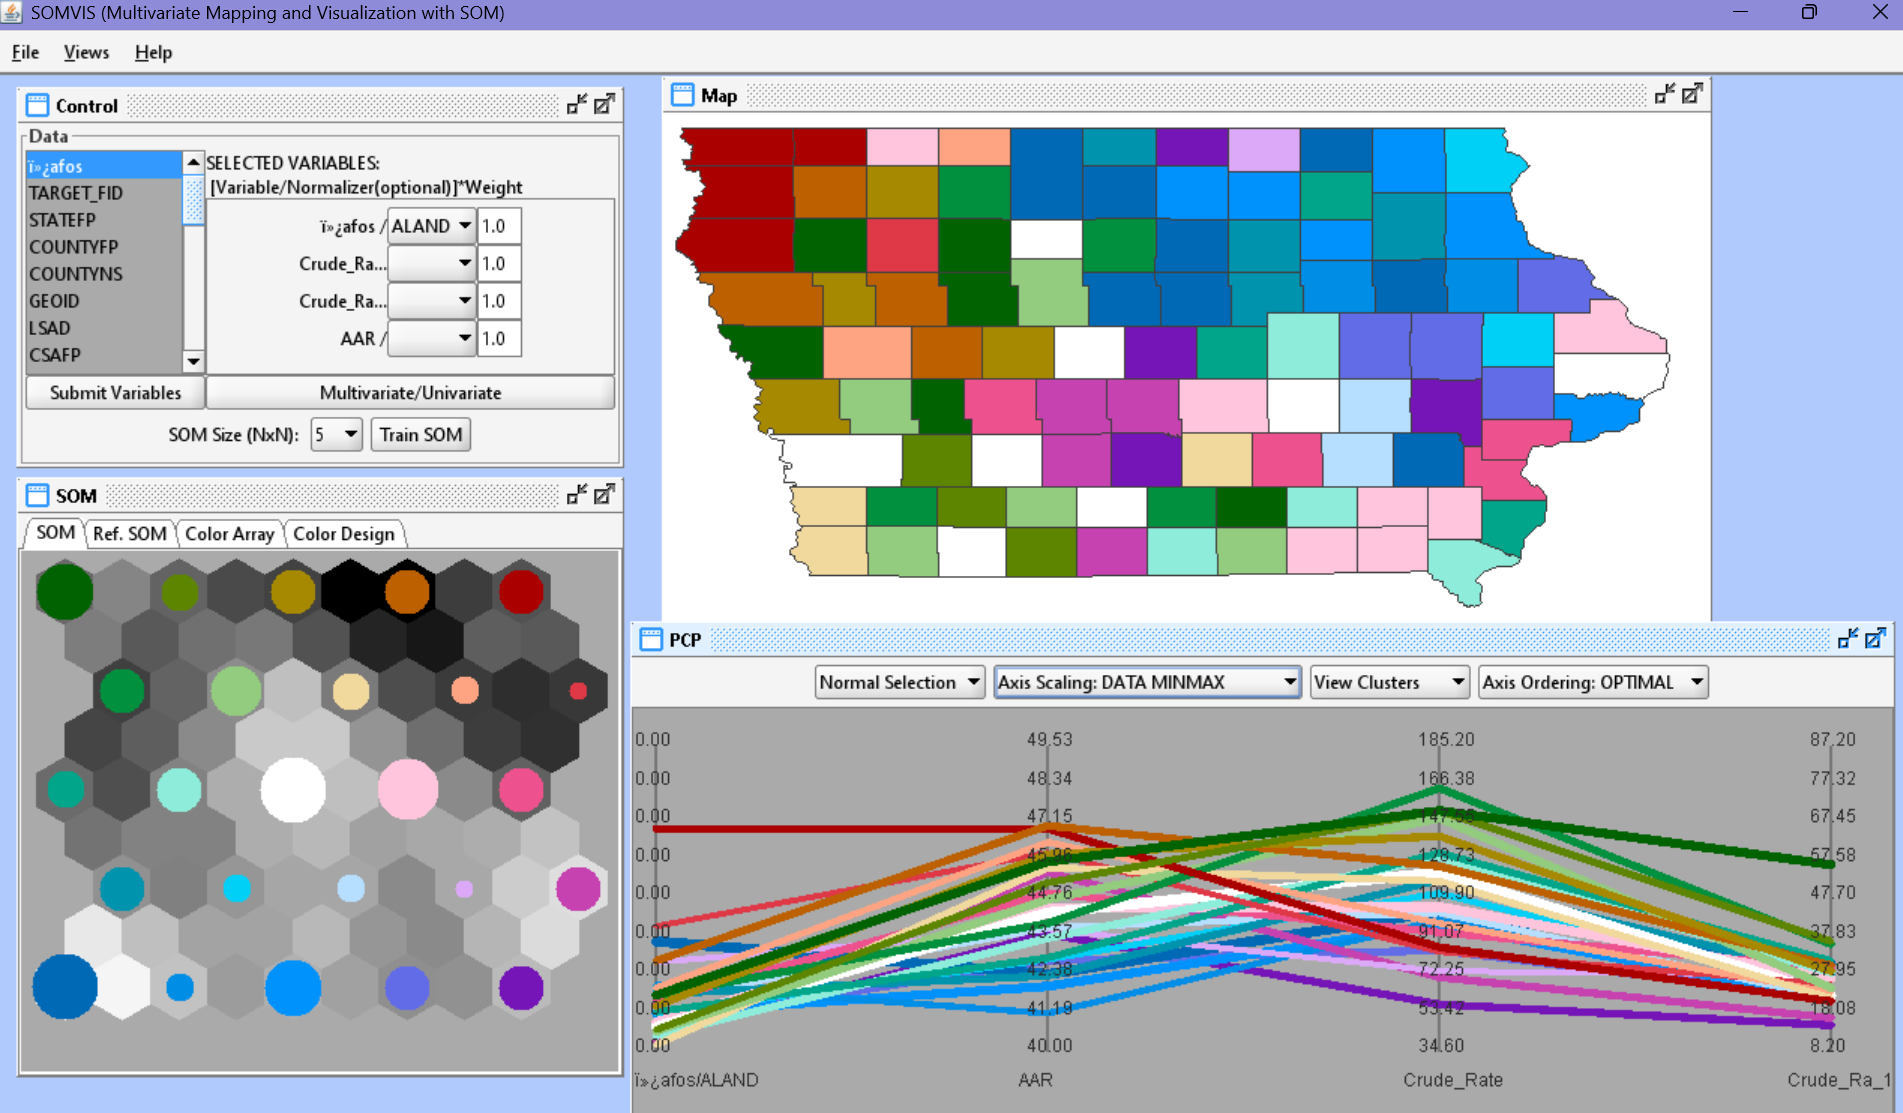 SOMVIS (Multivariate Mapping and Visualization with SOM)
File Views Help
Control
Data
ï»¿afos
TARGET_FID
STATEFP
COUNTYFP
COUNTYNS
GEOID
LSAD
CSAFP
SELECTED VARIABLES:
[Variable/Normalizer(optional)]*Weight
ï»¿afos / ALAND 1.0
Crude_Ra... 1.0
Crude_Ra... 1.0
AAR / 1.0
Submit Variables Multivariate/Univariate
SOM Size (NxN): 5 Train SOM
SOM
SOM Ref. SOM Color Array Color Design
Map
PCP
Normal Selection Axis Scaling: DATA MINMAX View Clusters Axis Ordering: OPTIMAL
0.00 49.53 185.20 87.20
0.00 48.34 166.38 77.32
0.00 47.15 147.55 67.45
0.00 45.96 128.73 57.58
0.00 44.76 109.90 47.70
0.00 43.57 91.07 37.83
0.00 42.38 72.25 27.95
0.00 41.19 53.42 18.08
0.00 40.00 34.60 8.20
ï»¿afos/ALAND AAR Crude_Rate Crude_Ra_1